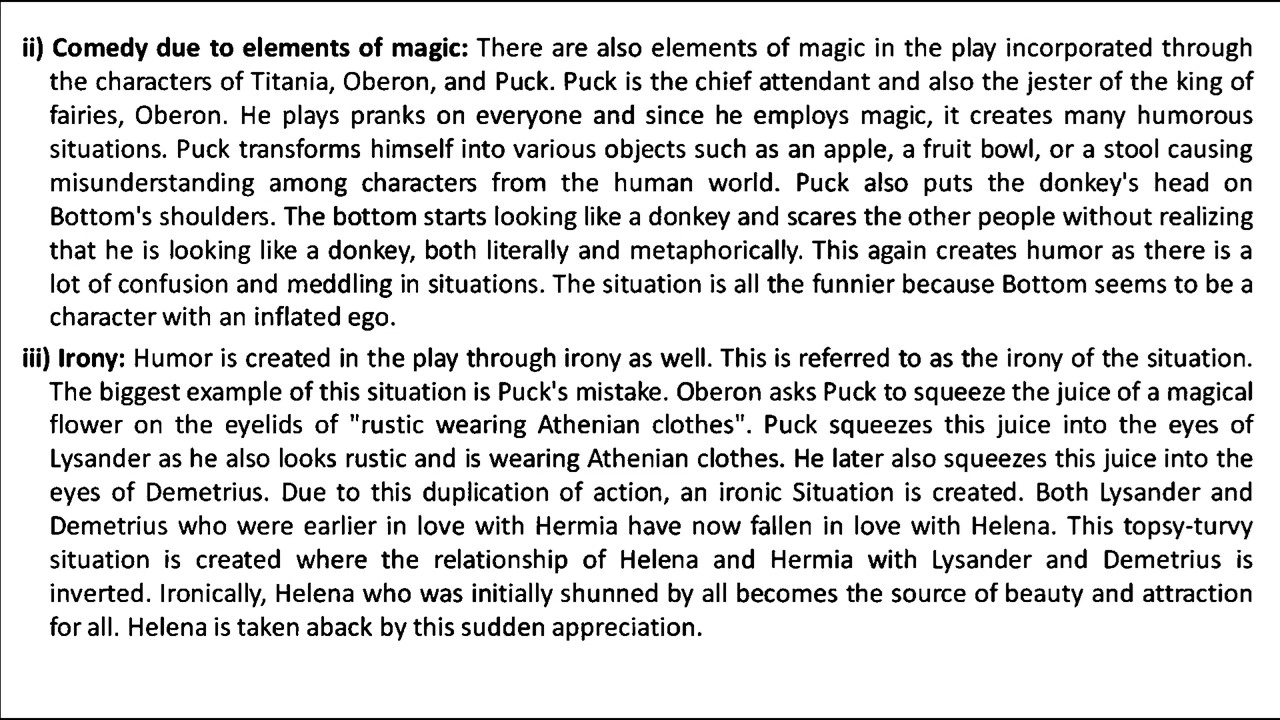 ii) Comedy due to elements of magic: There are also elements of magic in the play incorporated through
the characters of Titania, Oberon, and Puck. Puck is the chief attendant and also the jester of the king of
fairies, Oberon. He plays pranks on everyone and since he employs magic, it creates many humorous
situations. Puck transforms himself into various objects such as an apple, a fruit bowl, or a stool causing
misunderstanding among characters from the human world. Puck also puts the donkey's head on
Bottom's shoulders. The bottom starts looking like a donkey and scares the other people without realizing
that he is looking like a donkey, both literally and metaphorically. This again creates humor as there is a
lot of confusion and meddling in situations. The situation is all the funnier because Bottom seems to be a
character with an inflated ego.
iii) Irony: Humor is created in the play through irony as well. This is referred to as the irony of the situation.
The biggest example of this situation is Puck's mistake. Oberon asks Puck to squeeze the juice of a magical
flower on the eyelids of "rustic wearing Athenian clothes". Puck squeezes this juice into the eyes of
Lysander as he also looks rustic and is wearing Athenian clothes. He later also squeezes this juice into the
eyes of Demetrius. Due to this duplication of action, an ironic Situation is created. Both Lysander and
Demetrius who were earlier in love with Hermia have now fallen in love with Helena. This topsy-turvy
situation is created where the relationship of Helena and Hermia with Lysander and Demetrius is
inverted. Ironically, Helena who was initially shunned by all becomes the source of beauty and attraction
for all. Helena is taken aback by this sudden appreciation.